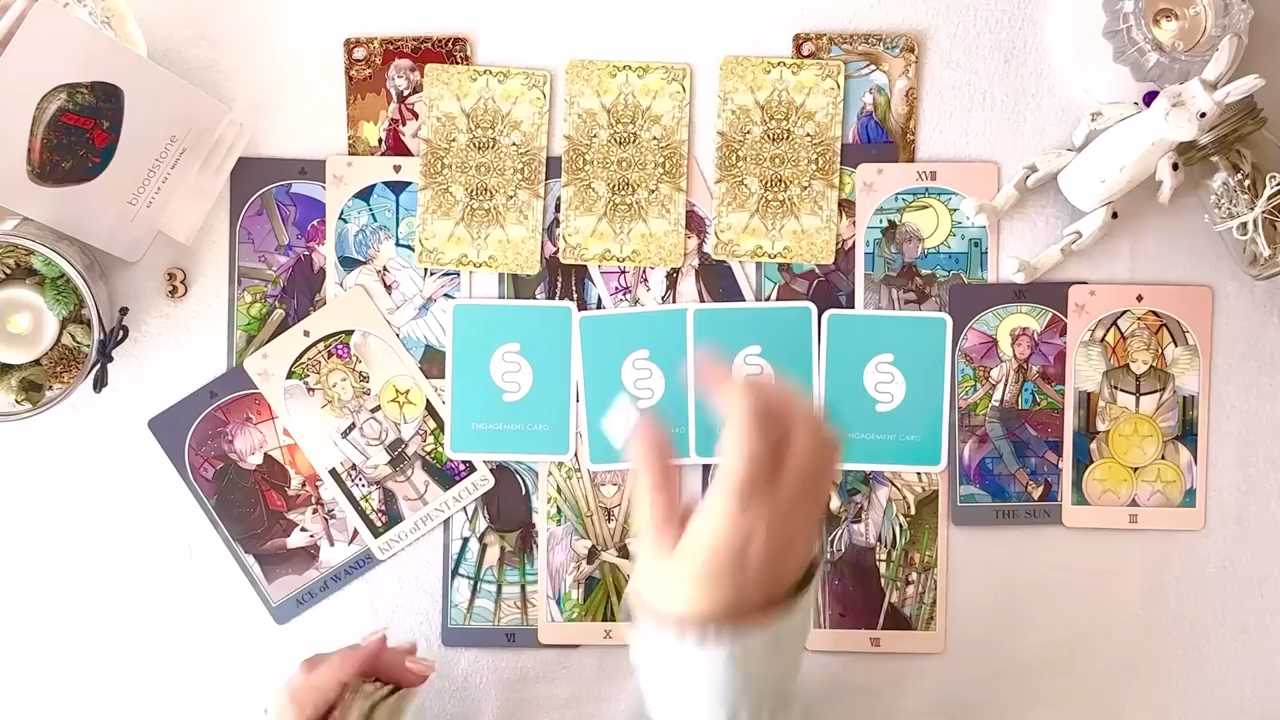 bloodstone
GET UP. GET MOVING
3
XVIII
XIX
ENGAGEMENT CARD
ENGAGEMENT CARD
THE SUN
III
ACE of WANDS
KING of PENTACLES
VI
X
VII